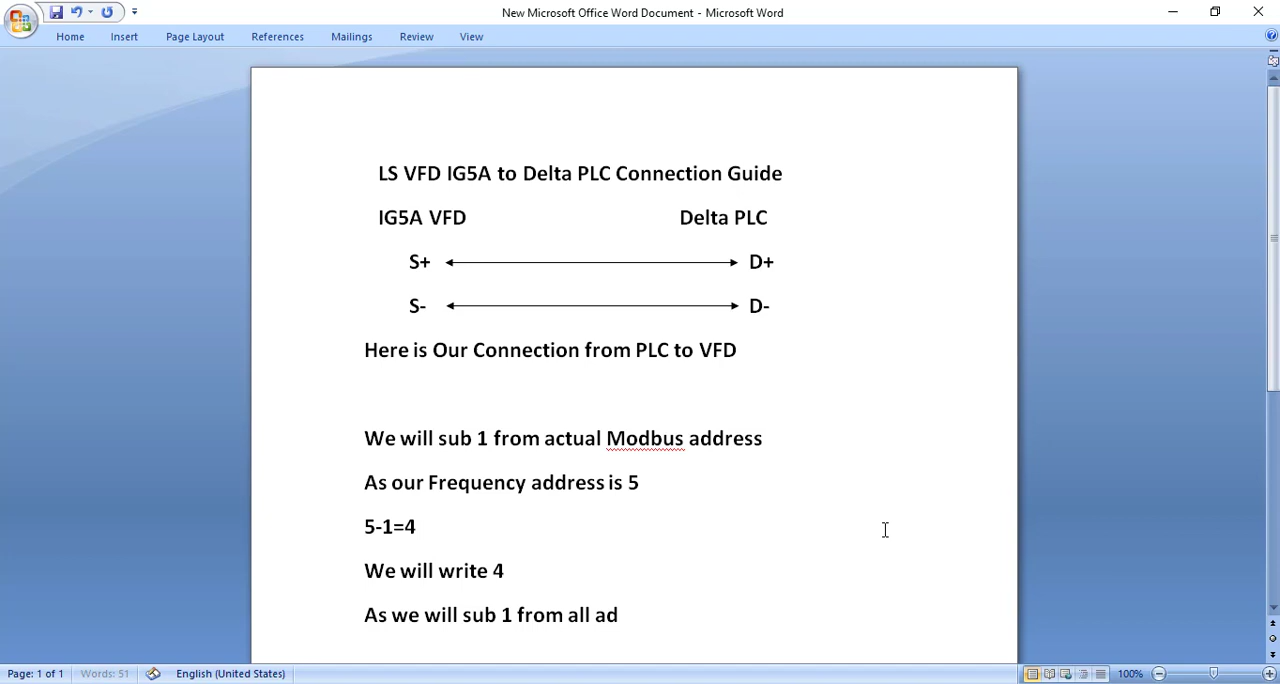 New Microsoft Office Word Document - Microsoft Word
Home Insert Page Layout References Mailings Review View
LS VFD IG5A to Delta PLC Connection Guide
IG5A VFD Delta PLC
S+ D+
S- D-
Here is Our Connection from PLC to VFD
We will sub 1 from actual Modbus address
As our Frequency address is 5
5-1=4
We will write 4
As we will sub 1 from all ad
Page: 1 of 1 Words: 51 English (United States) 100%